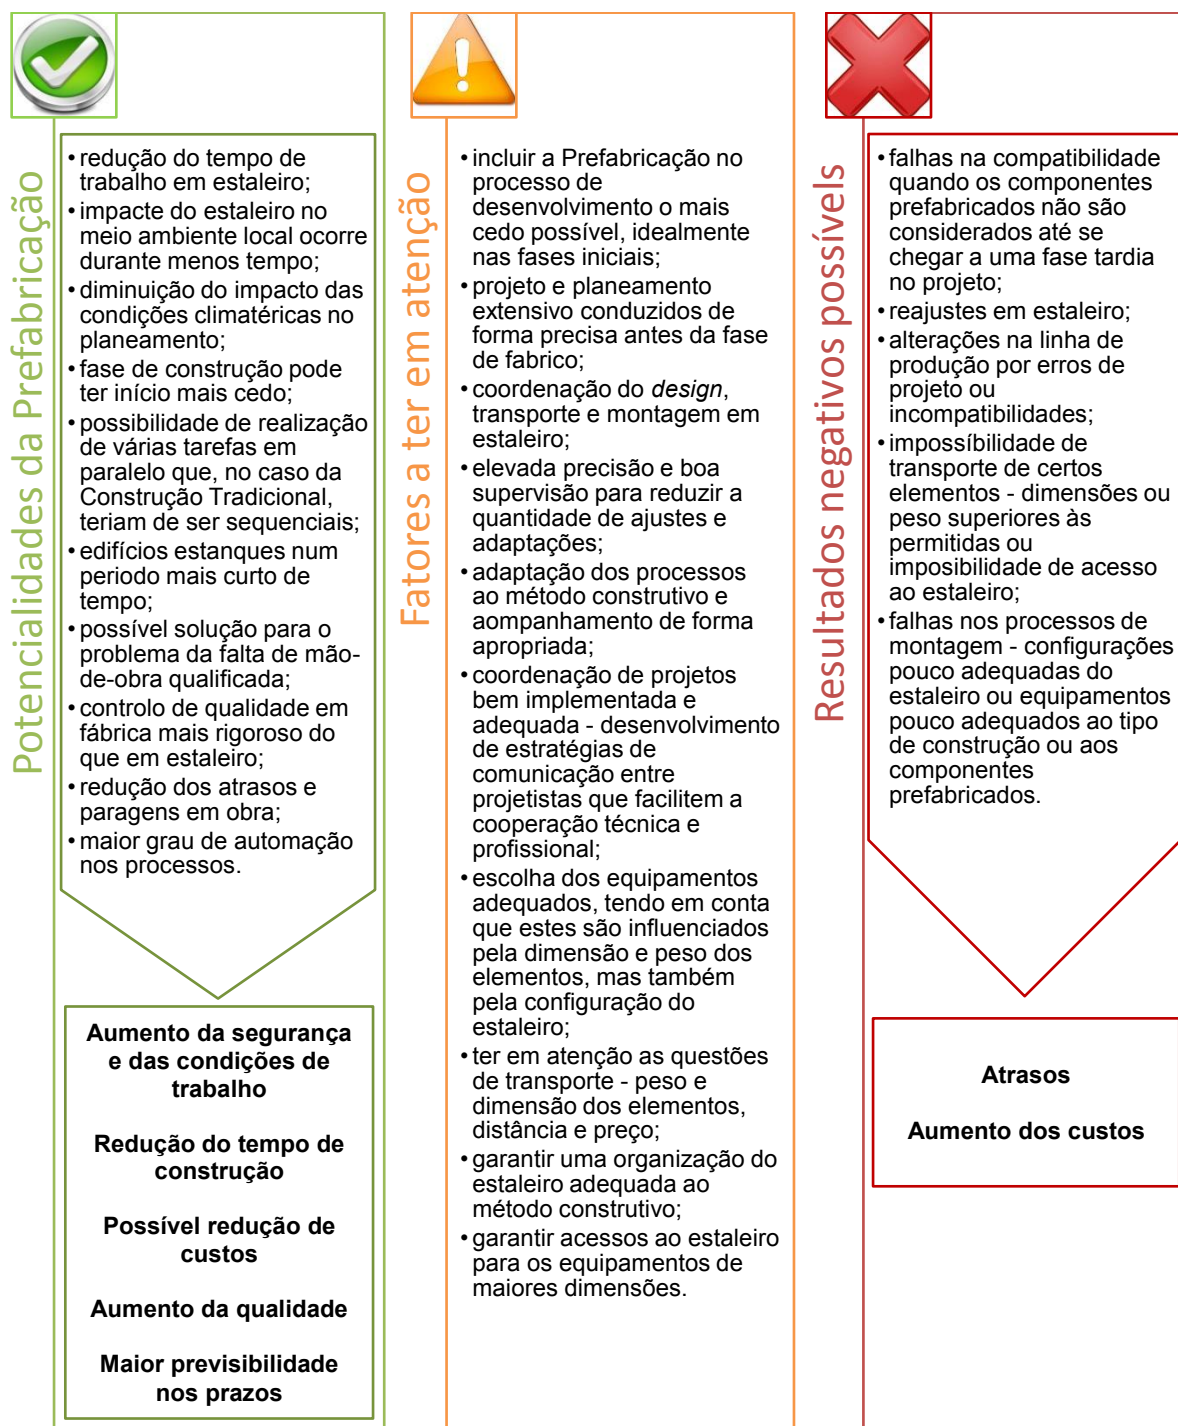 Potencialidades da Prefabricação
• redução do tempo de
trabalho em estaleiro;
• impacte do estaleiro no
meio ambiente local ocorre
durante menos tempo;
• diminuição do impacto das
condições climatéricas no
planeamento;
• fase de construção pode
ter início mais cedo;
• possibilidade de realização
de várias tarefas em
paralelo que, no caso da
Construção Tradicional,
teriam de ser sequenciais;
• edifícios estanques num
periodo mais curto de
tempo;
• possível solução para o
problema da falta de mão-
de-obra qualificada;
• controlo de qualidade em
fábrica mais rigoroso do
que em estaleiro;
• redução dos atrasos e
paragens em obra;
• maior grau de automação
nos processos.
Aumento da segurança
e das condições de
trabalho
Redução do tempo de
construção
Possível redução de
custos
Aumento da qualidade
Maior previsibilidade
nos prazos
Fatores a ter em atenção
• incluir a Prefabricação no
processo de
desenvolvimento o mais
cedo possível, idealmente
nas fases iniciais;
• projeto e planeamento
extensivo conduzidos de
forma precisa antes da fase
de fabrico;
• coordenação do design,
transporte e montagem em
estaleiro;
• elevada precisão e boa
supervisão para reduzir a
quantidade de ajustes e
adaptações;
• adaptação dos processos
ao método construtivo e
aompanhamento de forma
apropriada;
• coordenação de projetos
bem implementada e
adequada - desenvolvimento
de estratégias de
comunicação entre
projetistas que facilitem a
cooperação técnica e
profissional;
• escolha dos equipamentos
adequados, tendo em conta
que estes são influenciados
pela dimensão e peso dos
elementos, mas também
pela configuração do
estaleiro;
• ter em atenção as questões
de transporte - peso e
dimensão dos elementos,
distância e preço;
• garantir uma organização do
estaleiro adequada ao
método construtivo;
• garantir acessos ao estaleiro
para os equipamentos de
maiores dimensões.
Resultados negativos possívels
• falhas na compatibilidade
quando os componentes
prefabricados não são
considerados até se
chegar a uma fase tardia
no projeto;
• reajustes em estaleiro;
• alterações na linha de
produção por erros de
projeto ou
incompatibilidades;
• impossíbilidade de
transporte de certos
elementos - dimensões ou
peso superiores às
permitidas ou
imposibilidade de acesso
ao estaleiro;
• falhas nos processos de
montagem - configurações
pouco adequadas do
estaleiro ou equipamentos
pouco adequados ao tipo
de construção ou aos
componentes
prefabricados.
Atrasos
Aumento dos custos